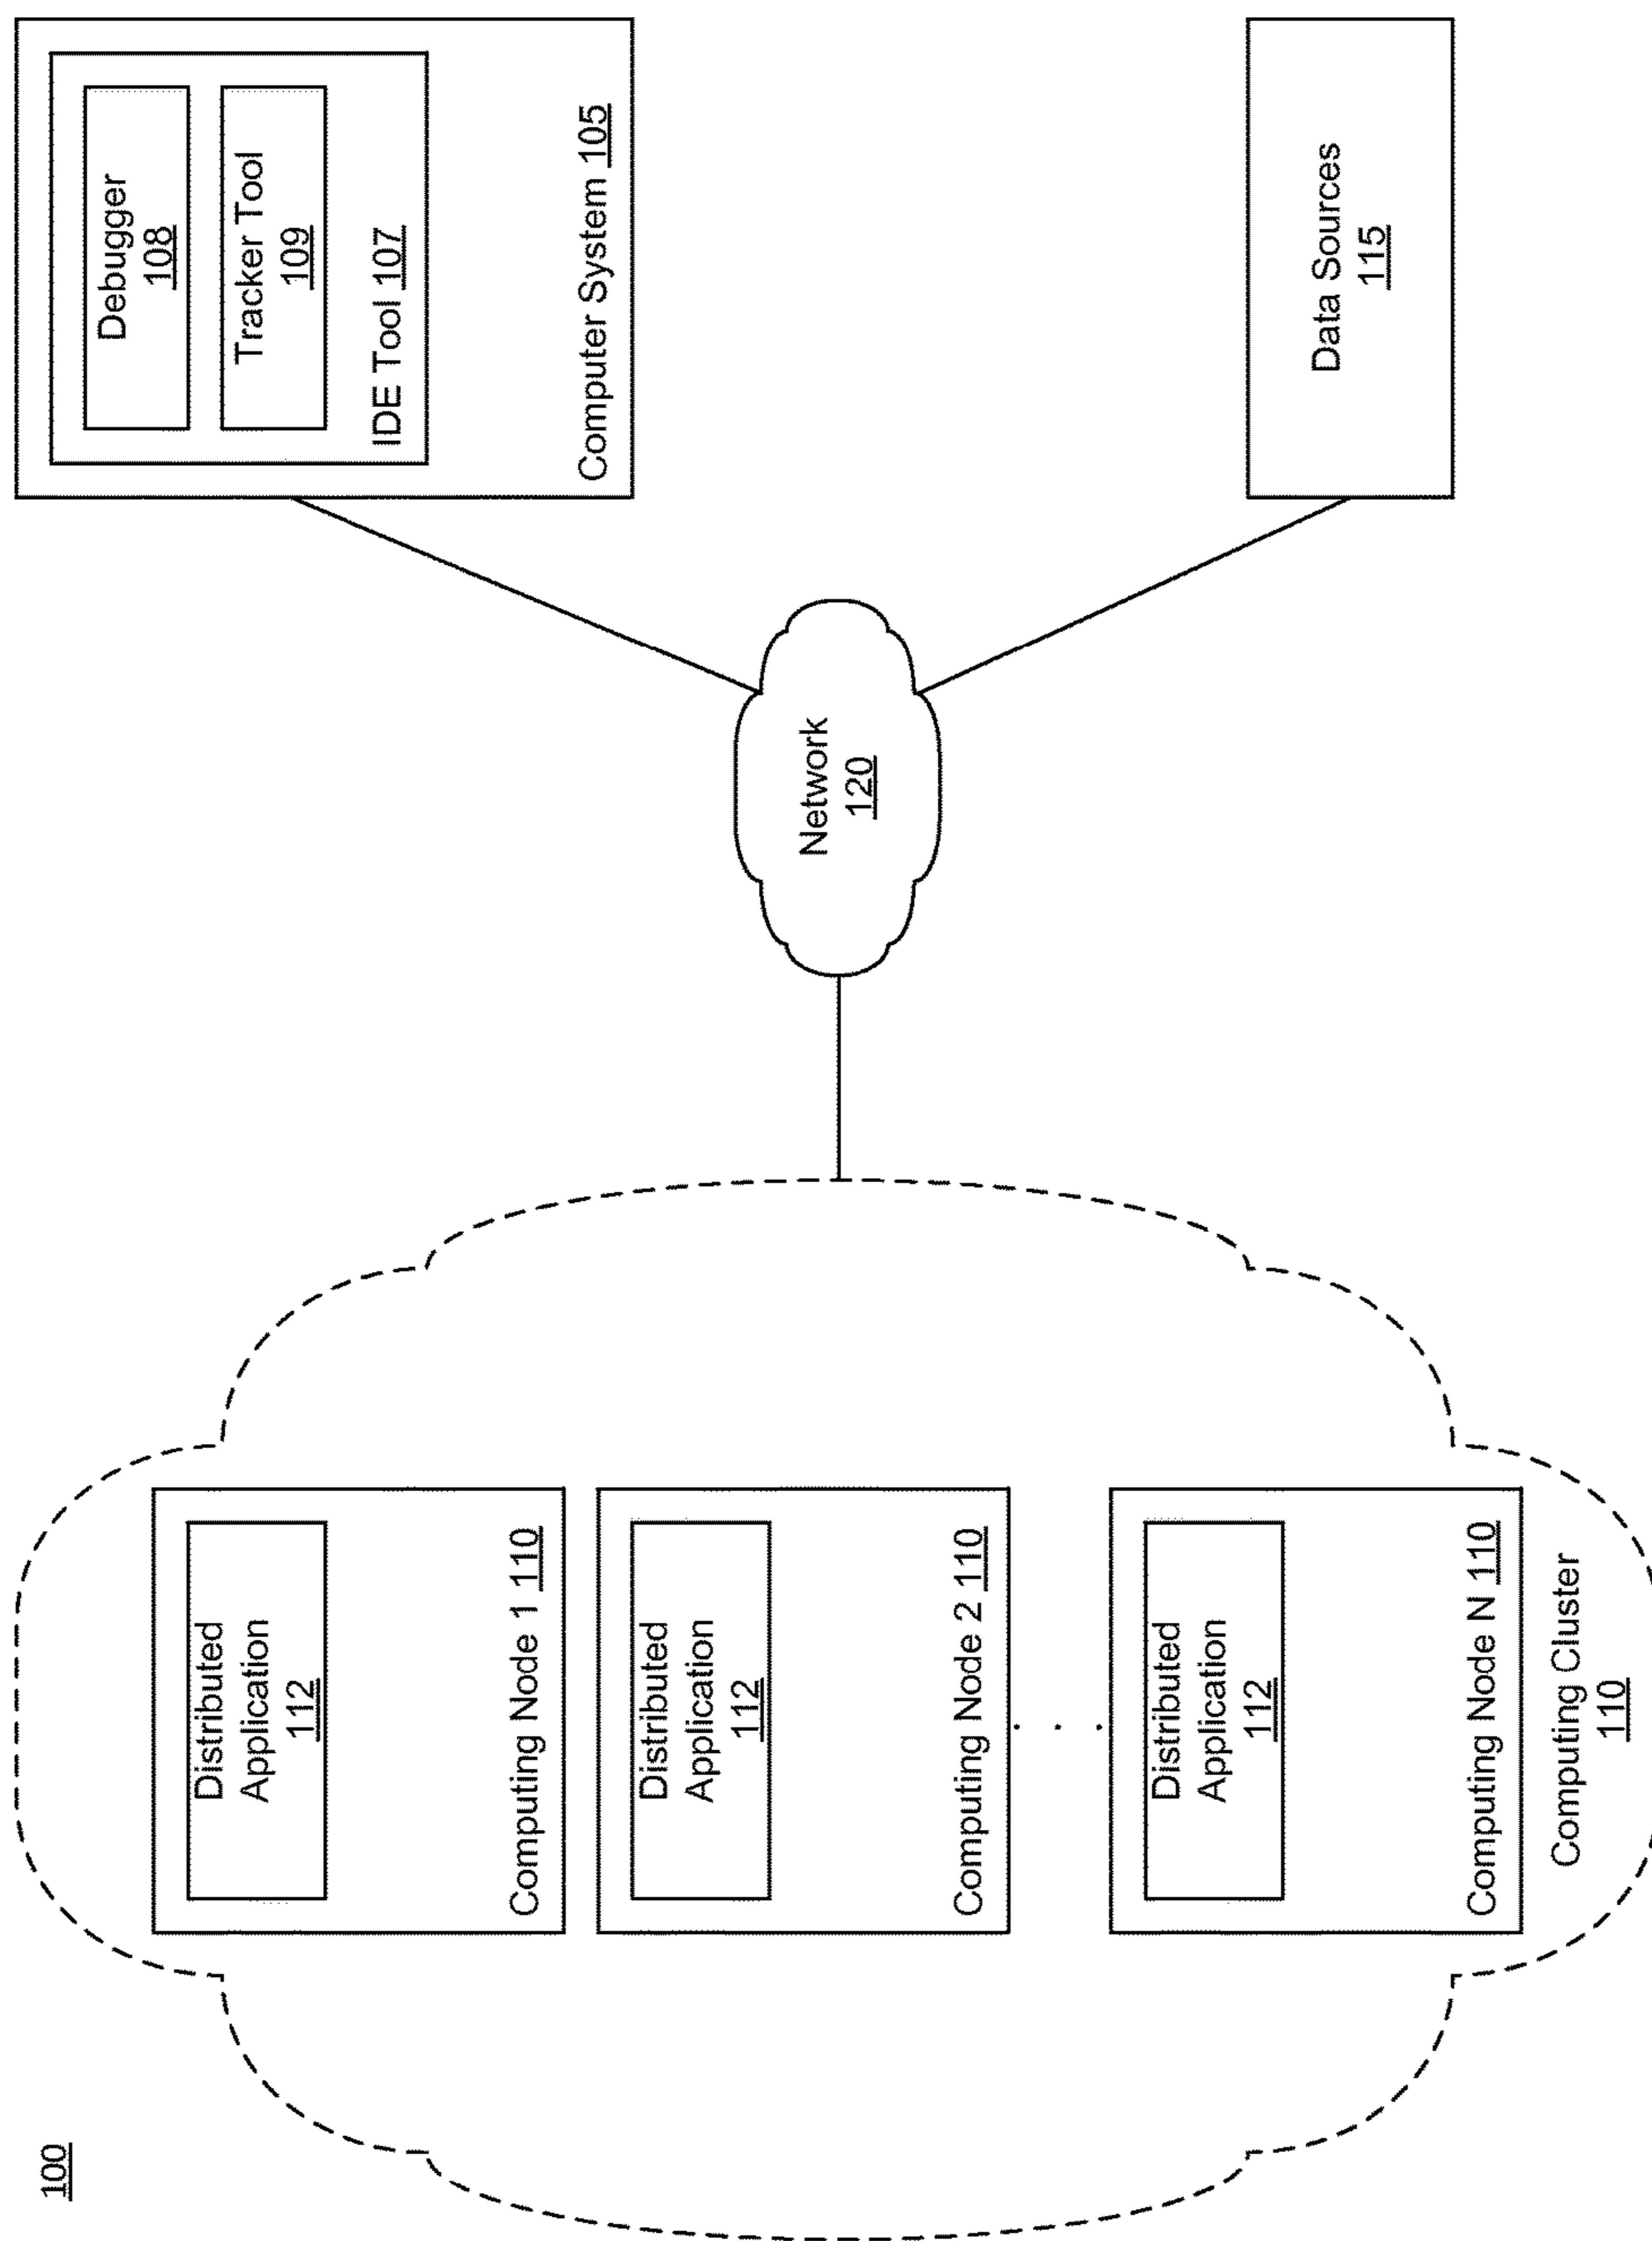 100
Distributed
Application
112
Computing Node 1 110
Distributed
Application
112
Computing Node 2 110
. . .
Distributed
Application
112
Computing Node N 110
Computing Cluster
110
Network
120
Debugger
108
Tracker Tool
109
IDE Tool 107
Computer System 105
Data Sources
115